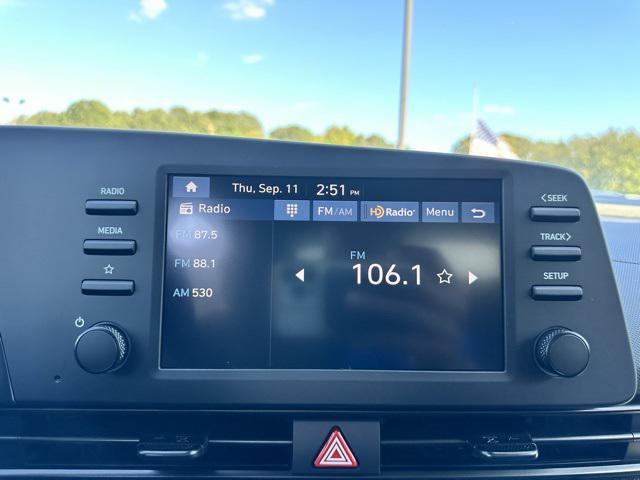 Thu, Sep. 11 2:51 PM
RADIO
MEDIA
Radio
FM/AM HD Radio Menu
FM 87.5
FM 88.1
AM 530
FM
106.1
< SEEK
TRACK >
SETUP